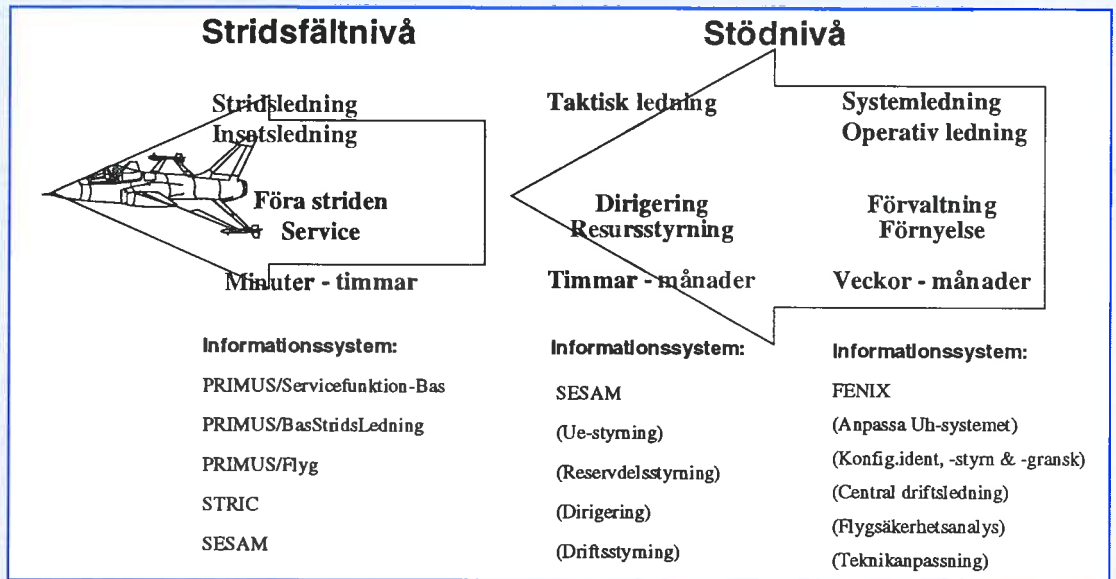 Stridsfältnivå
Stridsledning
Insatsledning
Föra striden
Service
Minuter - timmar
Informationssystem:
PRIMUS/Servicefunktion-Bas
PRIMUS/BasStridsLedning
PRIMUS/Flyg
STRIC
SESAM
Stödnivå
Taktisk ledning
Dirigering
Resursstyrning
Timmar - månader
Informationssystem:
SESAM
(Ue-styrning)
(Reservdelsstyrning)
(Dirigering)
(Driftsstyrning)
Systemledning
Operativ ledning
Förvaltning
Förnyelse
Veckor - månader
Informationssystem:
FENIX
(Anpassa Uh-systemet)
(Konfig.ident, -styrn & -gransk)
(Central driftsledning)
(Flygsäkerhetsanalys)
(Teknikanpassning)